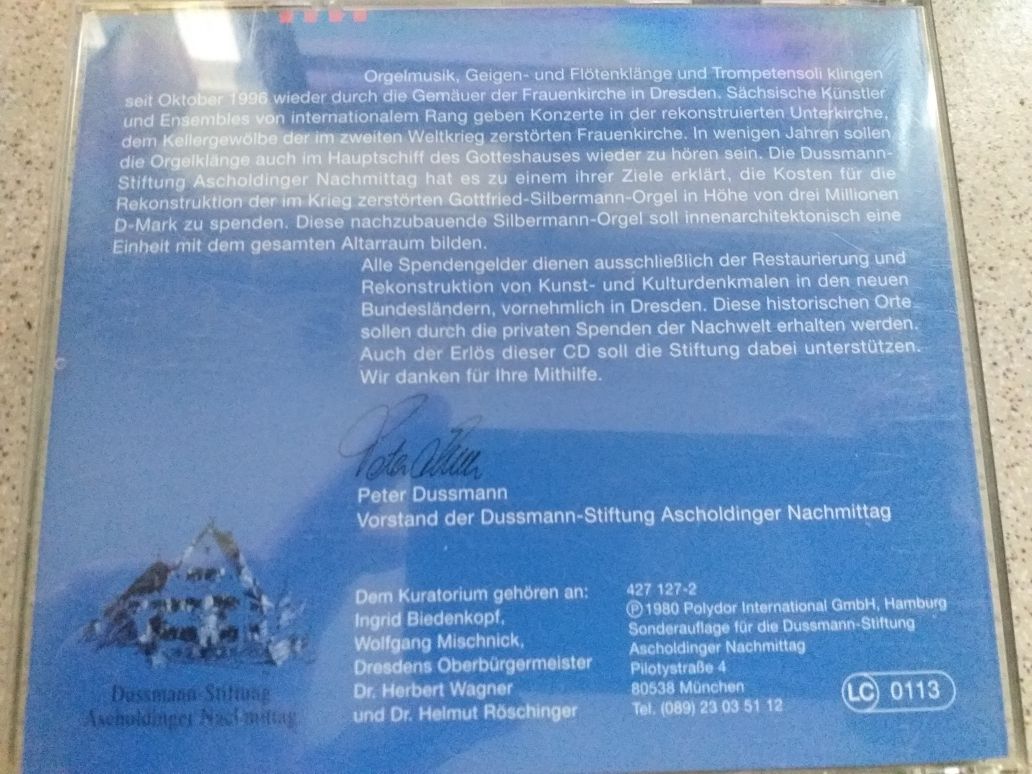 Orgelmusik, Geigen- und Flötenklänge und Trompetensoli klingen
seit Oktober 1996 wieder durch die Gemäuer der Frauenkirche in Dresden. Sächsische Künstler
und Ensembles von internationalem Rang geben Konzerte in der rekonstruierten Unterkirche,
dem Kellergewölbe der im zweiten Weltkrieg zerstörten Frauenkirche. In wenigen Jahren sollen
die Orgelklänge auch im Hauptschiff des Gotteshauses wieder zu hören sein. Die Dussmann-
Stiftung Ascholdinger Nachmittag hat es zu einem ihrer Ziele erklärt, die Kosten für die
Rekonstruktion der im Krieg zerstörten Gottfried-Silbermann-Orgel in Höhe von drei Millionen
D-Mark zu spenden. Diese nachzubauende Silbermann-Orgel soll innenarchitektonisch eine
Einheit mit dem gesamten Altarraum bilden.
Alle Spendengelder dienen ausschließlich der Restaurierung und
Rekonstruktion von Kunst- und Kulturdenkmalen in den neuen
Bundesländern, vornehmlich in Dresden. Diese historischen Orte
sollen durch die privaten Spenden der Nachwelt erhalten werden.
Auch der Erlös dieser CD soll die Stiftung dabei unterstützen.
Wir danken für Ihre Mithilfe.
Peter Dussmann
Vorstand der Dussmann-Stiftung Ascholdinger Nachmittag
Dussmann-Stiftung
Ascholdinger Nachmittag
Dem Kuratorium gehören an:
Ingrid Biedenkopf,
Wolfgang Mischnick,
Dresdens Oberbürgermeister
Dr. Herbert Wagner
und Dr. Helmut Röschinger
427 127-2
Ⓟ1980 Polydor International GmbH, Hamburg
Sonderauflage für die Dussmann-Stiftung
Ascholdinger Nachmittag
Pilotystraße 4
80538 München
Tel. (089) 23 03 51 12
LC 0113